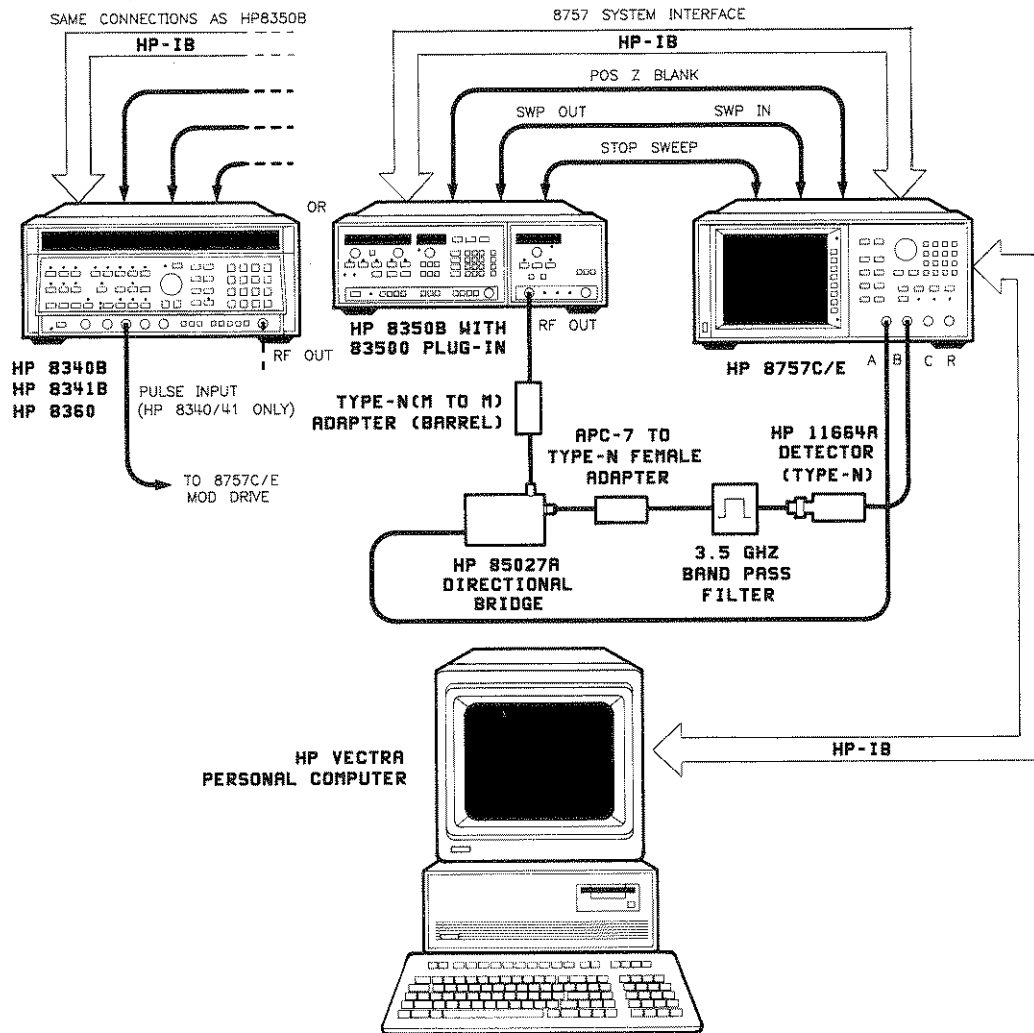 SAME CONNECTIONS AS HP8350B
HP-IB
8757 SYSTEM INTERFACE
HP-IB
POS Z BLANK
SWP OUT
SWP IN
STOP SWEEP
OR
HP 8340B
HP 8341B
HP 8360
RF OUT
PULSE INPUT
(HP 8340/41 ONLY)
TO 8757C/E
MOD DRIVE
HP 8350B WITH
83500 PLUG-IN
RF OUT
HP 8757C/E
A
B
C
R
TYPE-N(M TO M)
ADAPTER (BARREL)
APC-7 TO
TYPE-N FEMALE
ADAPTER
HP 11664A
DETECTOR
(TYPE-N)
HP 85027A
DIRECTIONAL
BRIDGE
3.5 GHZ
BAND PASS
FILTER
HP VECTRA
PERSONAL COMPUTER
HP-IB